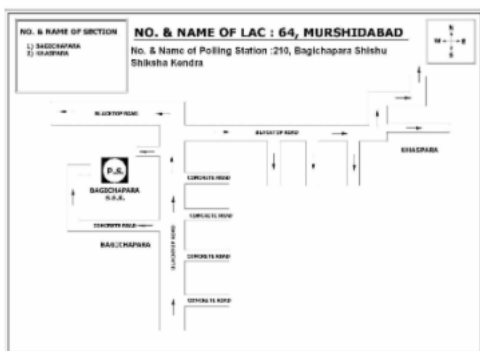 NO. & NAME OF SECTION
1) BAGICHAPARA
2) KHASPARA
NO. & NAME OF LAC : 64, MURSHIDABAD
No. & Name of Polling Station :210, Bagichapara Shishu
Shiksha Kendra
N
W
E
S
BLACKTOP ROAD
BLACKTOP ROAD
KHASPARA
P.S.
BAGICHAPARA
S.S.K.
CONCRETE ROAD
CONCRETE ROAD
CONCRETE ROAD
BAGICHAPARA
BLACKTOP ROAD
CONCRETE ROAD
CONCRETE ROAD